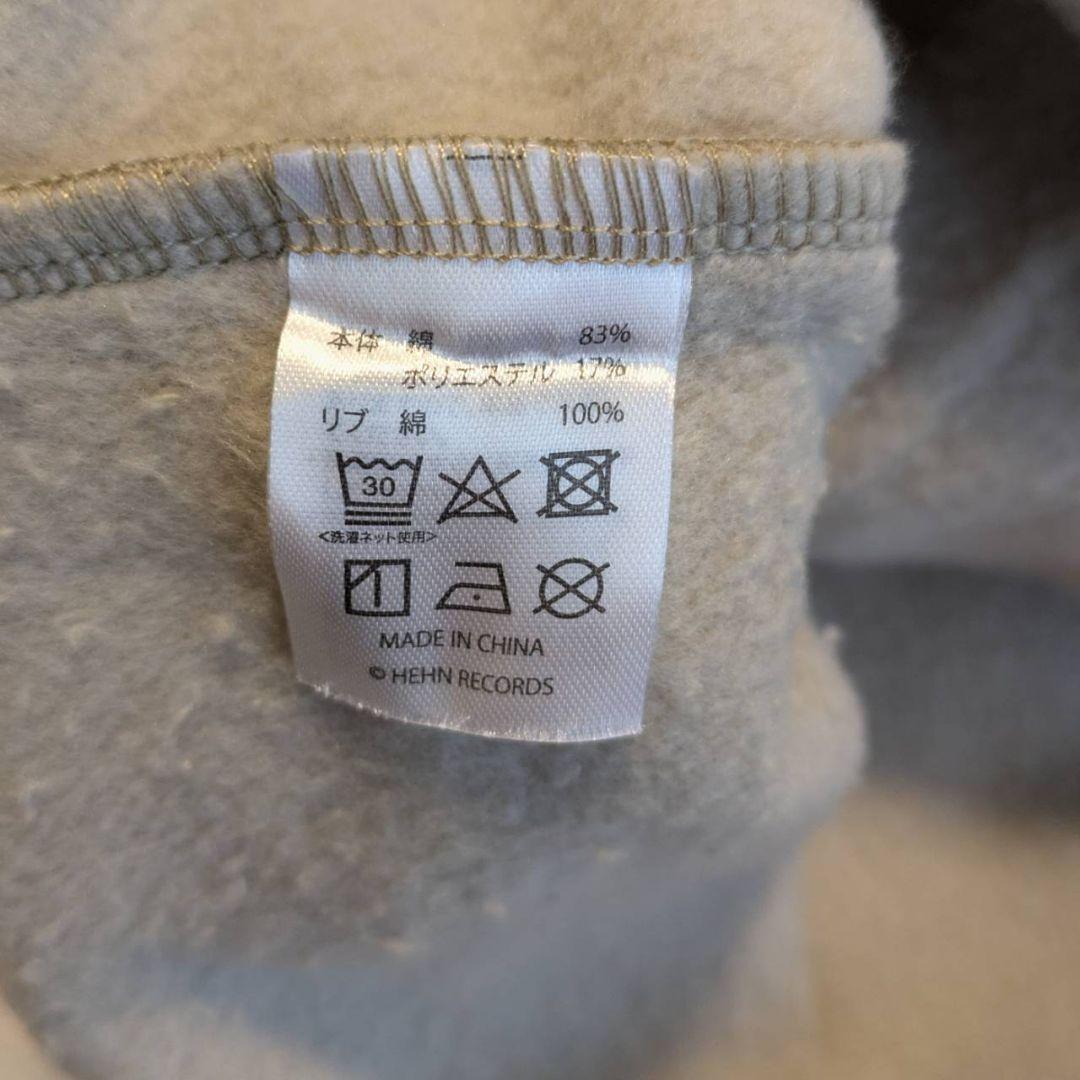 本体 綿 83%
ポリエステル 17%
リブ 綿 100%
30
<洗濯ネット使用>
MADE IN CHINA
© HEHN RECORDS